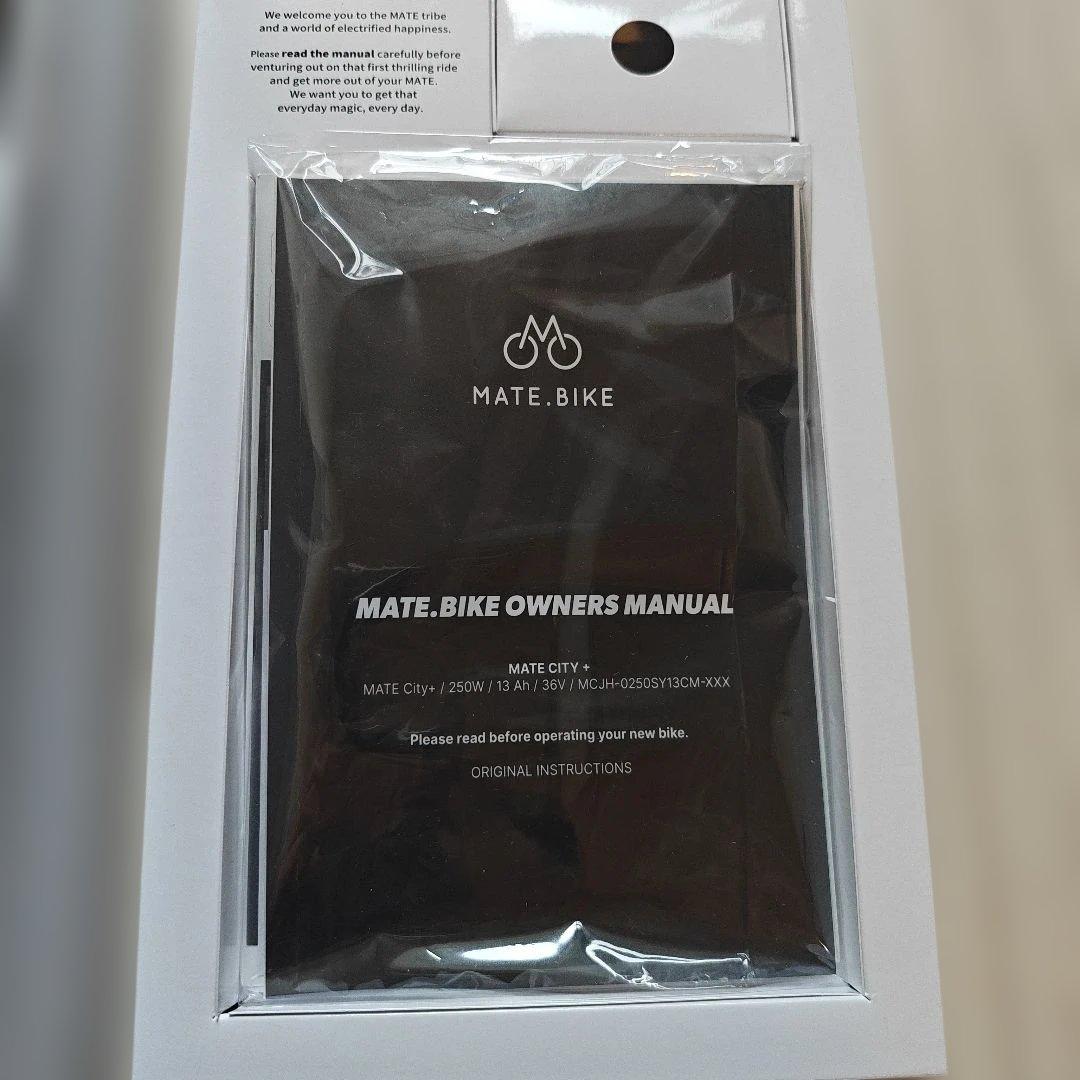 We welcome you to the MATE tribe
and a world of electrified happiness.
Please read the manual carefully before
venturing out on that first thrilling ride
and get more out of your MATE.
We want you to get that
everyday magic, every day.
MATE.BIKE
MATE.BIKE OWNERS MANUAL
MATE CITY +
MATE City+ / 250W / 13 Ah / 36V / MCJH-0250SY13CM-XXX
Please read before operating your new bike.
ORIGINAL INSTRUCTIONS